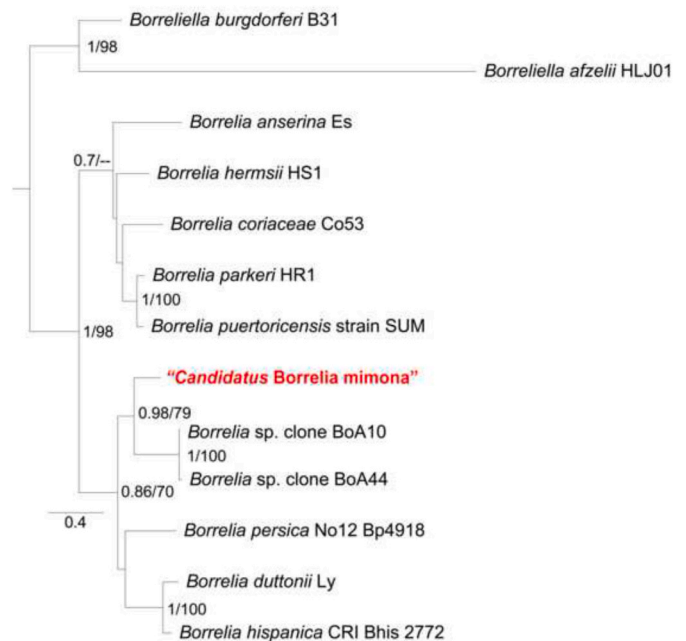 Borreliella burgdorferi B31
1/98
Borreliella afzelii HLJ01
Borrelia anserina Es
0.7/--
Borrelia hermsii HS1
Borrelia coriaceae Co53
Borrelia parkeri HR1
1/100
Borrelia puertoricensis strain SUM
1/98
“Candidatus Borrelia mimona”
0.98/79
Borrelia sp. clone BoA10
1/100
Borrelia sp. clone BoA44
0.86/70
0.4
Borrelia persica No12 Bp4918
Borrelia duttonii Ly
1/100
Borrelia hispanica CRI Bhis 2772